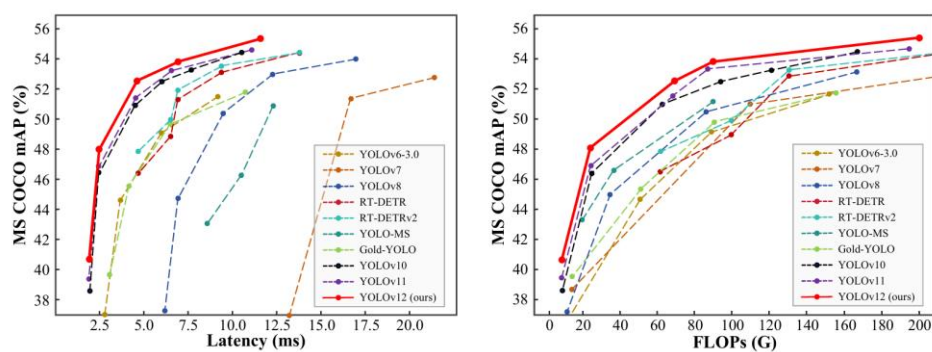 56
54
52
50
48
46
44
42
40
38
MS COCO mAP (%)
YOLOv6-3.0
YOLOv7
YOLOv8
RT-DETR
RT-DETRv2
YOLO-MS
Gold-YOLO
YOLOv10
YOLOv11
YOLOv12 (ours)
2.5 5.0 7.5 10.0 12.5 15.0 17.5 20.0
Latency (ms)
56
54
52
50
48
46
44
42
40
38
MS COCO mAP (%)
YOLOv6-3.0
YOLOv7
YOLOv8
RT-DETR
RT-DETRv2
YOLO-MS
Gold-YOLO
YOLOv10
YOLOv11
YOLOv12 (ours)
0 20 40 60 80 100 120 140 160 180 200
FLOPs (G)